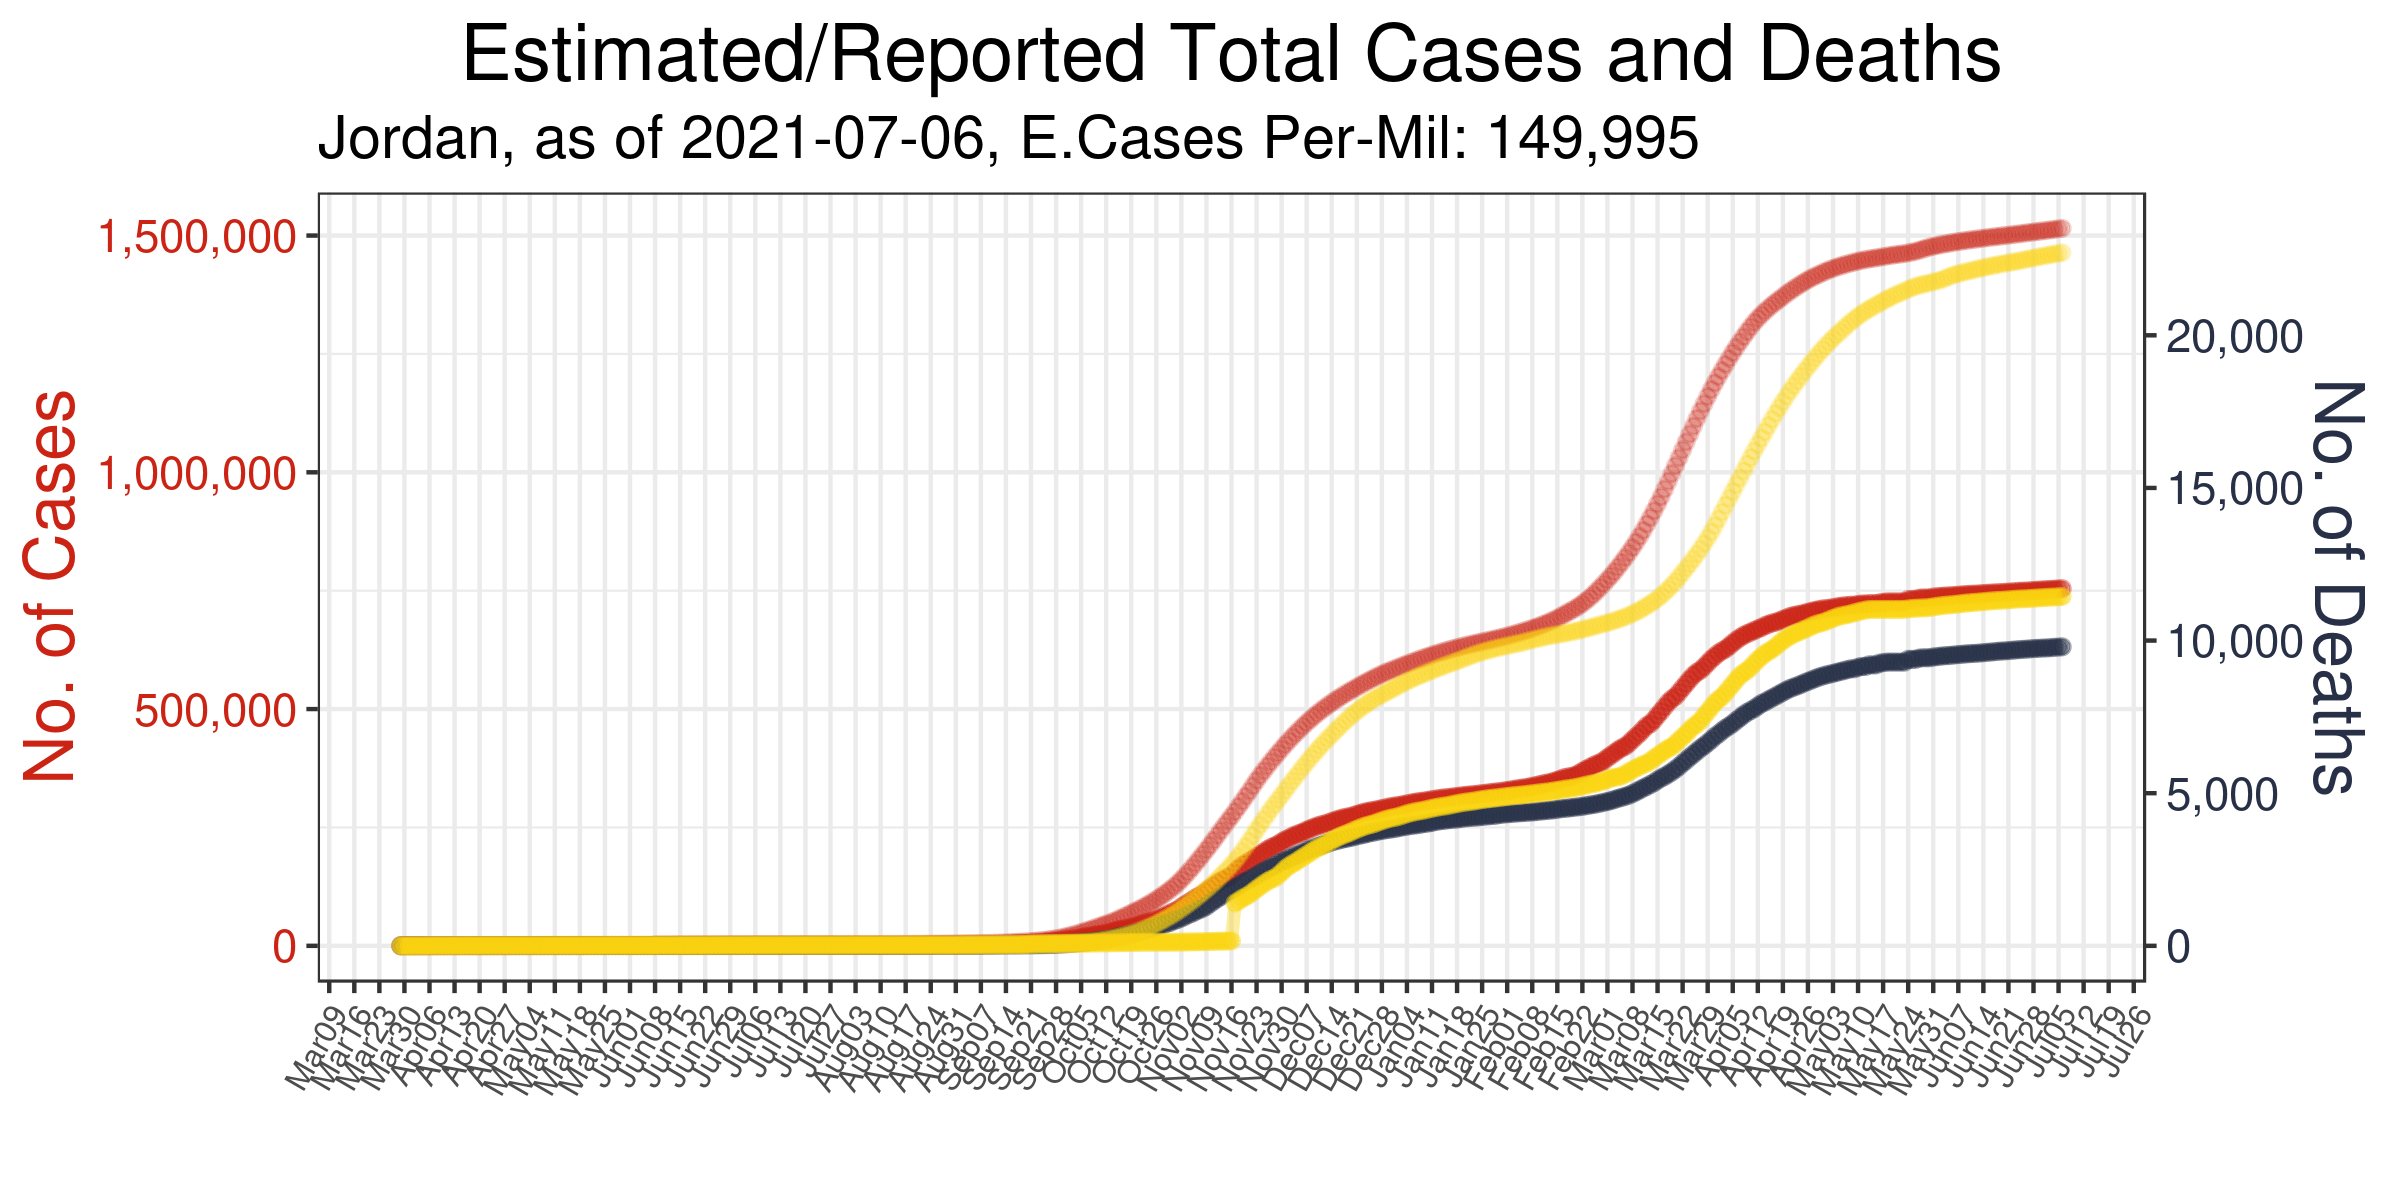 Estimated/Reported Total Cases and Deaths
Jordan, as of 2021-07-06, E.Cases Per-Mil: 149,995
No. of Cases
1,500,000
1,000,000
500,000
0
20,000
15,000
10,000
5,000
0
No. of Deaths
Mar09
Mar16
Mar23
Mar30
Apr06
Apr13
Apr20
Apr27
May04
May11
May18
May25
Jun01
Jun08
Jun15
Jun22
Jun29
Jul06
Jul13
Jul20
Jul27
Aug03
Aug10
Aug17
Aug24
Aug31
Sep07
Sep14
Sep21
Sep28
Oct05
Oct12
Oct19
Oct26
Nov02
Nov09
Nov16
Nov23
Nov30
Dec07
Dec14
Dec21
Dec28
Jan04
Jan11
Jan18
Jan25
Feb01
Feb08
Feb15
Feb22
Mar01
Mar08
Mar15
Mar22
Mar29
Apr05
Apr12
Apr19
Apr26
May03
May10
May17
May24
May31
Jun07
Jun14
Jun21
Jun28
Jul05
Jul12
Jul19
Jul26